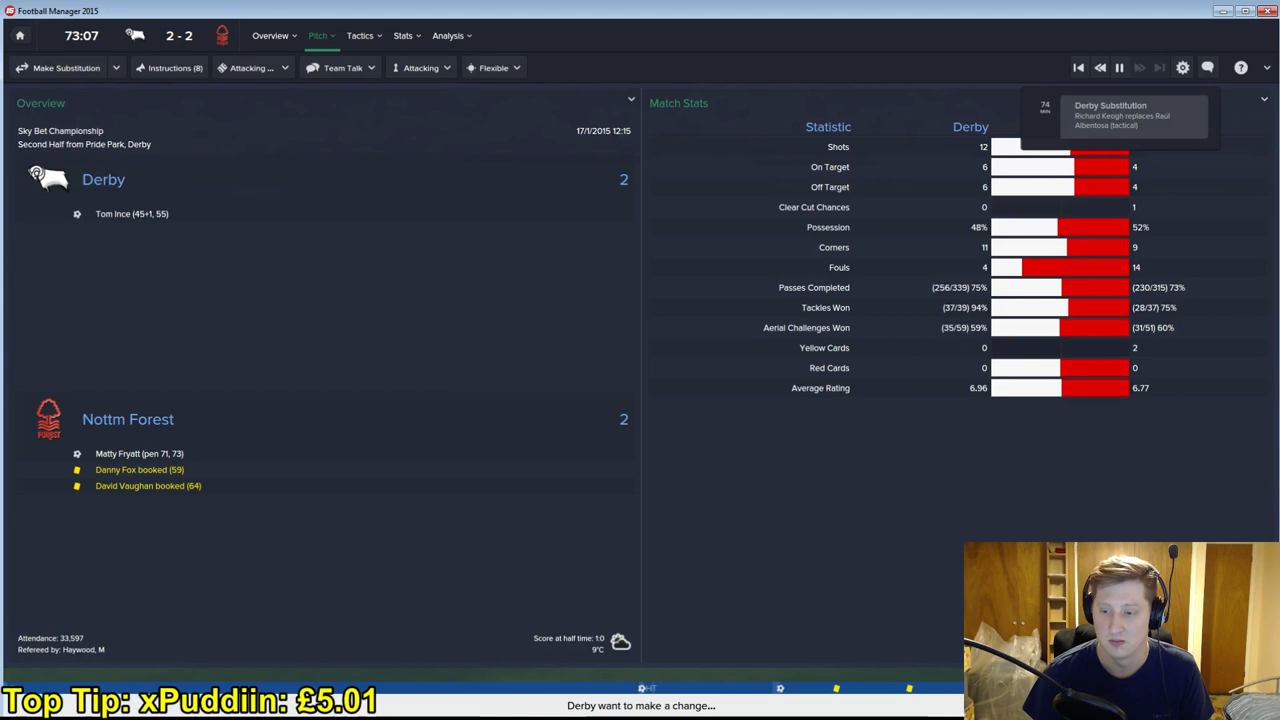 Football Manager 2015
73:07
2 - 2
Overview
Pitch
Tactics
Stats
Analysis
Make Substitution
Instructions (8)
Attacking ...
Team Talk
Attacking
Flexible
Overview
Sky Bet Championship
17/1/2015 12:15
Second Half from Pride Park, Derby
Derby
2
Tom Ince (45+1, 55)
Nottm Forest
2
FOREST
Matty Fryatt (pen 71, 73)
Danny Fox booked (59)
David Vaughan booked (64)
Attendance: 33,597
Refereed by: Haywood, M
Score at half time: 1:0
9°C
Match Stats
74
MIN
Derby Substitution
Richard Keogh replaces Raúl
Albentosa (tactical)
Statistic Derby
Shots 12
On Target 6 4
Off Target 6 4
Clear Cut Chances 0 1
Possession 48% 52%
Corners 11 9
Fouls 4 14
Passes Completed (256/339) 75% (230/315) 73%
Tackles Won (37/39) 94% (28/37) 75%
Aerial Challenges Won (35/59) 59% (31/51) 60%
Yellow Cards 0 2
Red Cards 0 0
Average Rating 6.96 6.77
HT
Top Tip: xPuddiin: £5.01
Derby want to make a change...